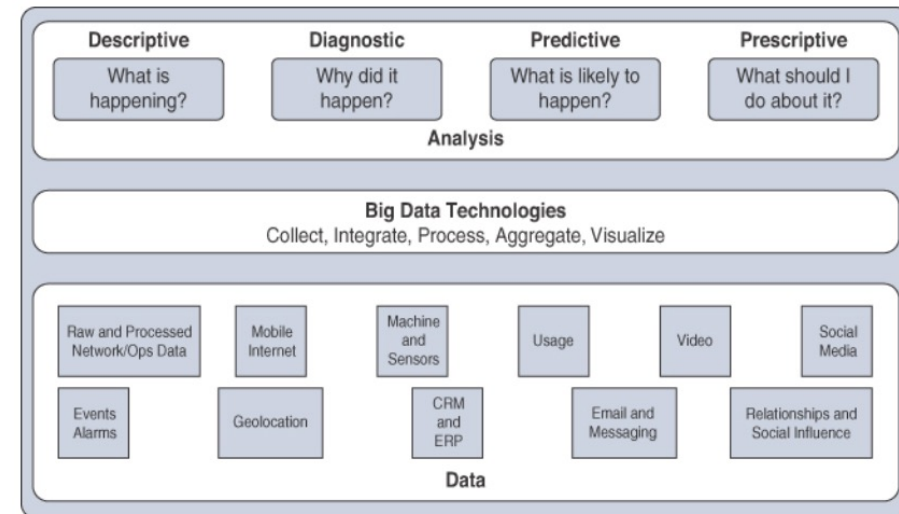 Descriptive
Diagnostic
Predictive
Prescriptive
What is
happening?
Why did it
happen?
What is likely to
happen?
What should I
do about it?
Analysis
Big Data Technologies
Collect, Integrate, Process, Aggregate, Visualize
Raw and Processed
Network/Ops Data
Mobile
Internet
Machine
and
Sensors
Usage
Video
Social
Media
Events
Alarms
Geolocation
CRM
and
ERP
Email and
Messaging
Relationships and
Social Influence
Data